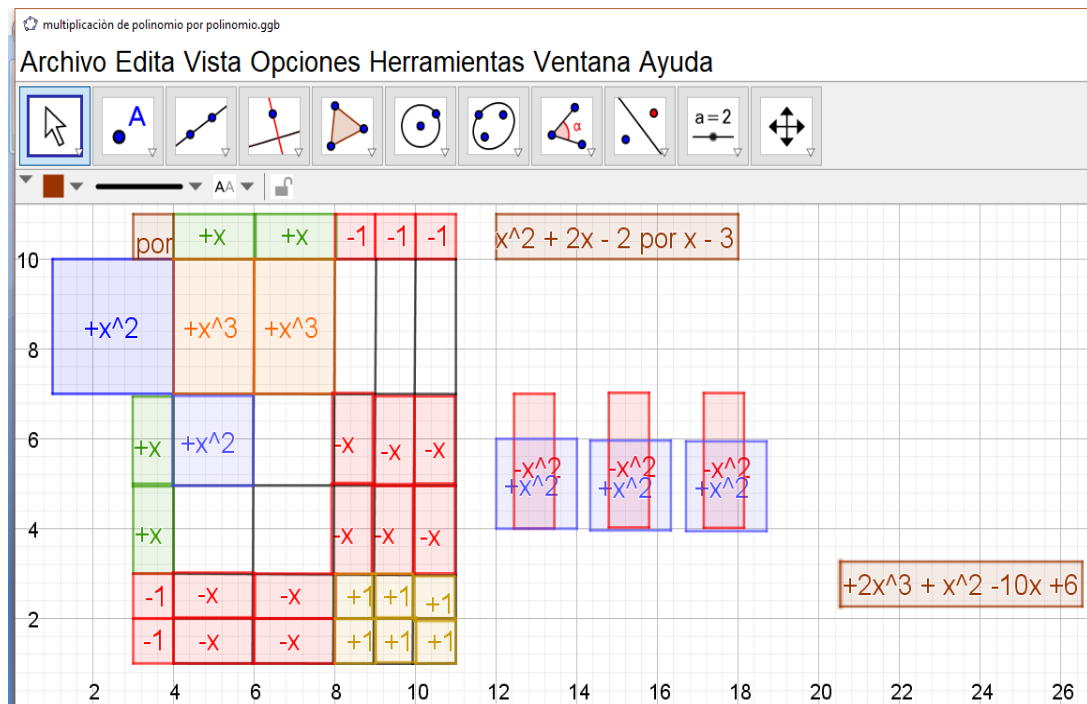 multiplicaciòn de polinomio por polinomio.ggb
Archivo Edita Vista Opciones Herramientas Ventana Ayuda
A α a = 2
AA
por +x +x -1 -1 -1 x^2 + 2x - 2 por x - 3
10
+x^2 +x^3 +x^3
8
6 +x +x^2 -x -x -x -x^2 -x^2 -x^2
+x^2 +x^2 +x^2
4 +x -x -x -x
+2x^3 + x^2 -10x +6
-1 -x -x +1 +1 +1
2
-1 -x -x +1 +1 +1
2 4 6 8 10 12 14 16 18 20 22 24 26